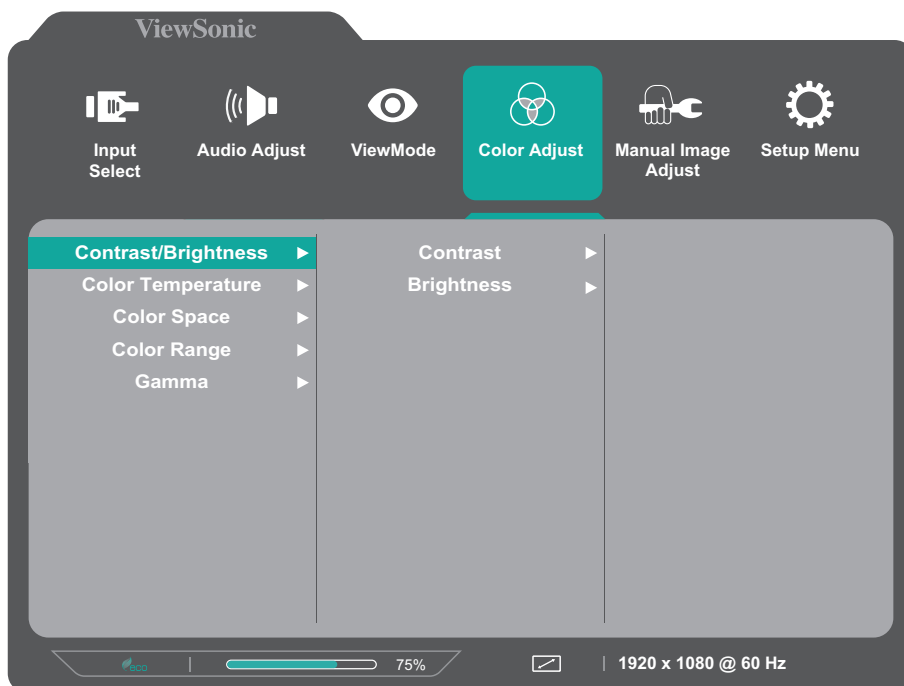 ViewSonic
Input
Select
Audio Adjust
ViewMode
Color Adjust
Manual Image
Adjust
Setup Menu
Contrast/Brightness
Color Temperature
Color Space
Color Range
Gamma
Contrast
Brightness
eco
75%
1920 x 1080 @ 60 Hz